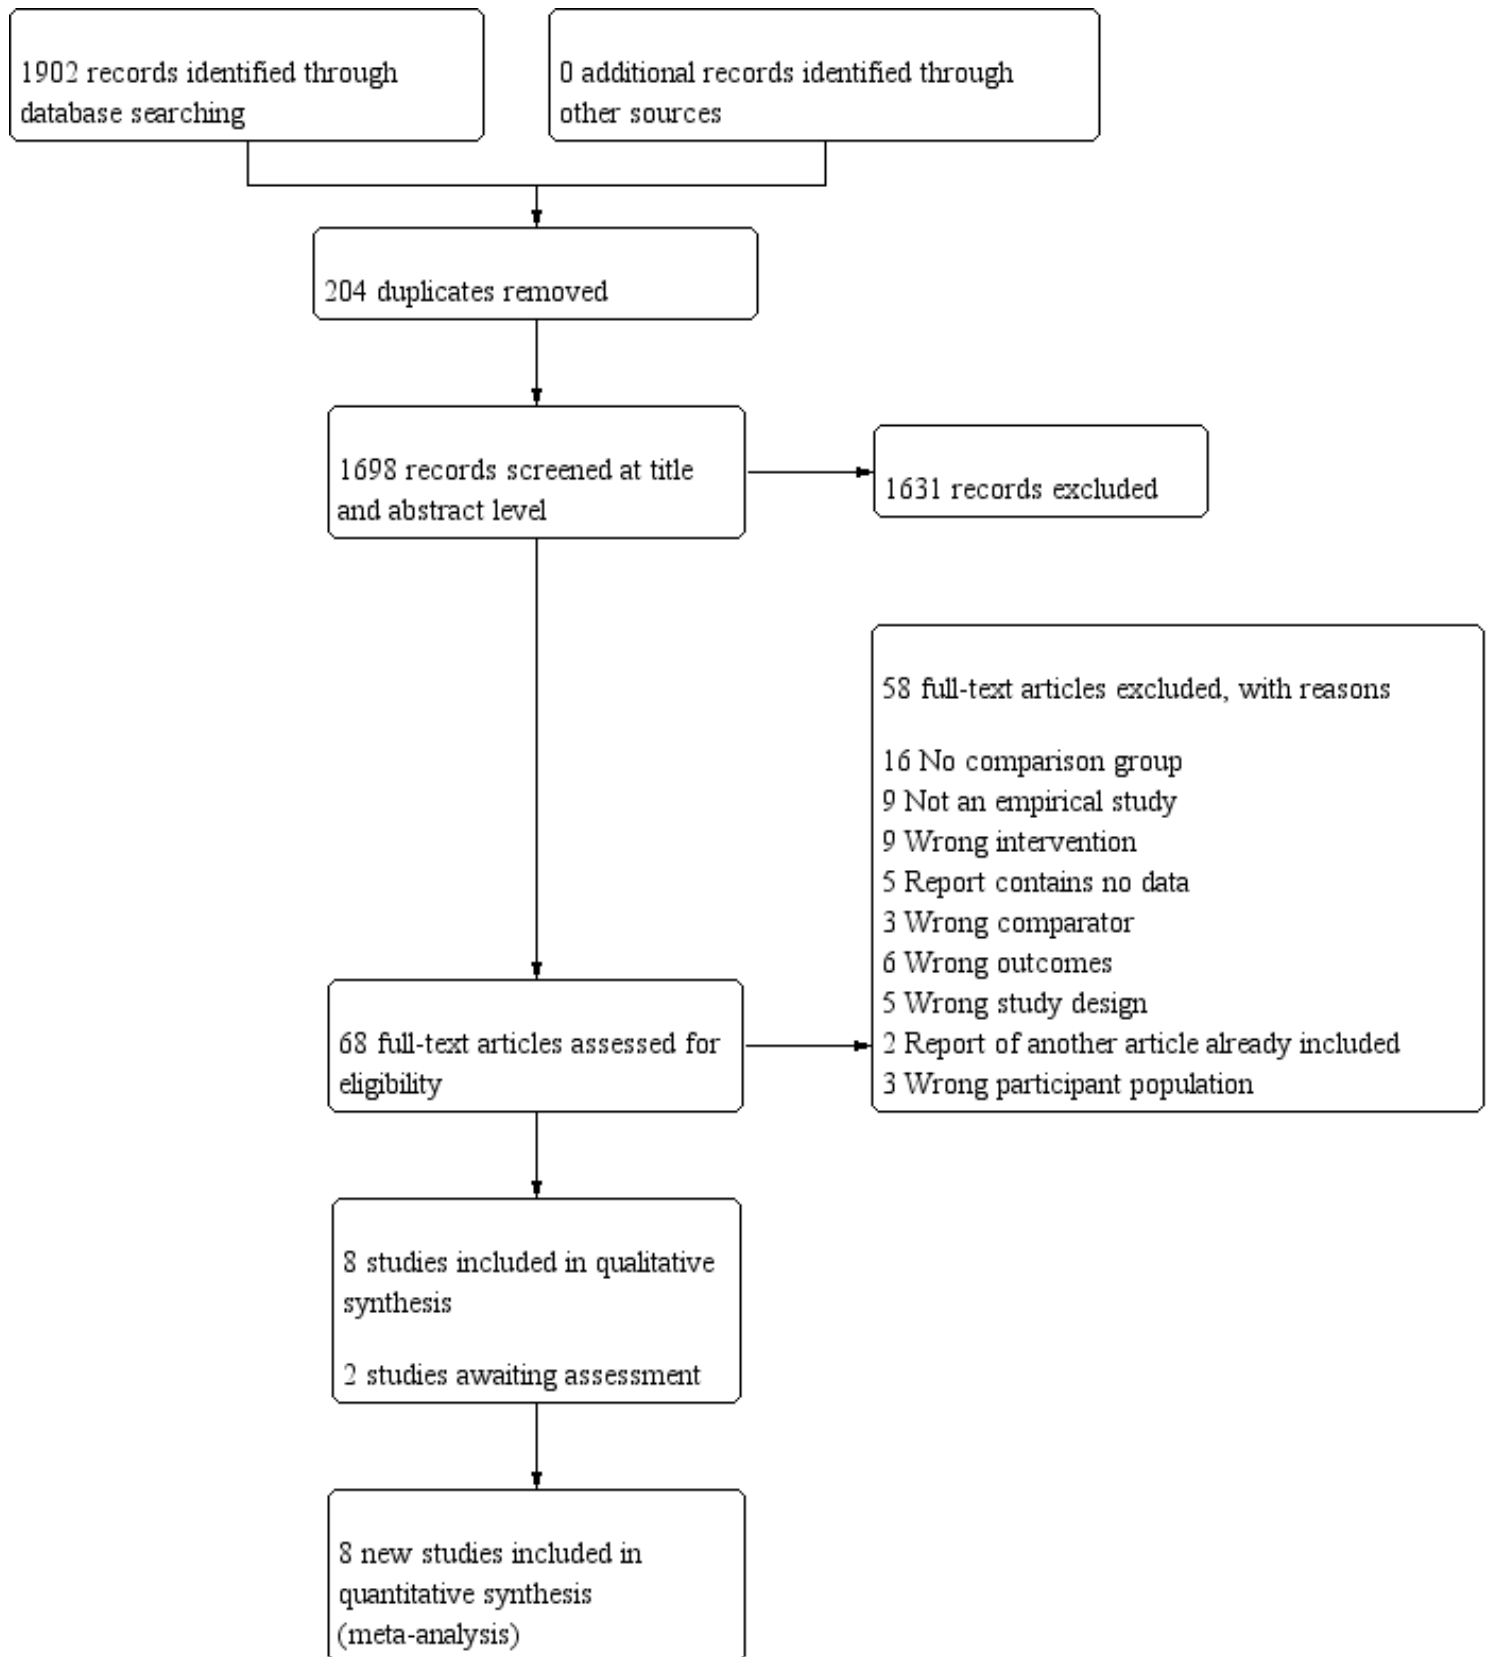 1902 records identified through
database searching
0 additional records identified through
other sources
204 duplicates removed
1698 records screened at title
and abstract level
1631 records excluded
68 full-text articles assessed for
eligibility
58 full-text articles excluded, with reasons
16 No comparison group
9 Not an empirical study
9 Wrong intervention
5 Report contains no data
3 Wrong comparator
6 Wrong outcomes
5 Wrong study design
2 Report of another article already included
3 Wrong participant population
8 studies included in qualitative
synthesis
2 studies awaiting assessment
8 new studies included in
quantitative synthesis
(meta-analysis)